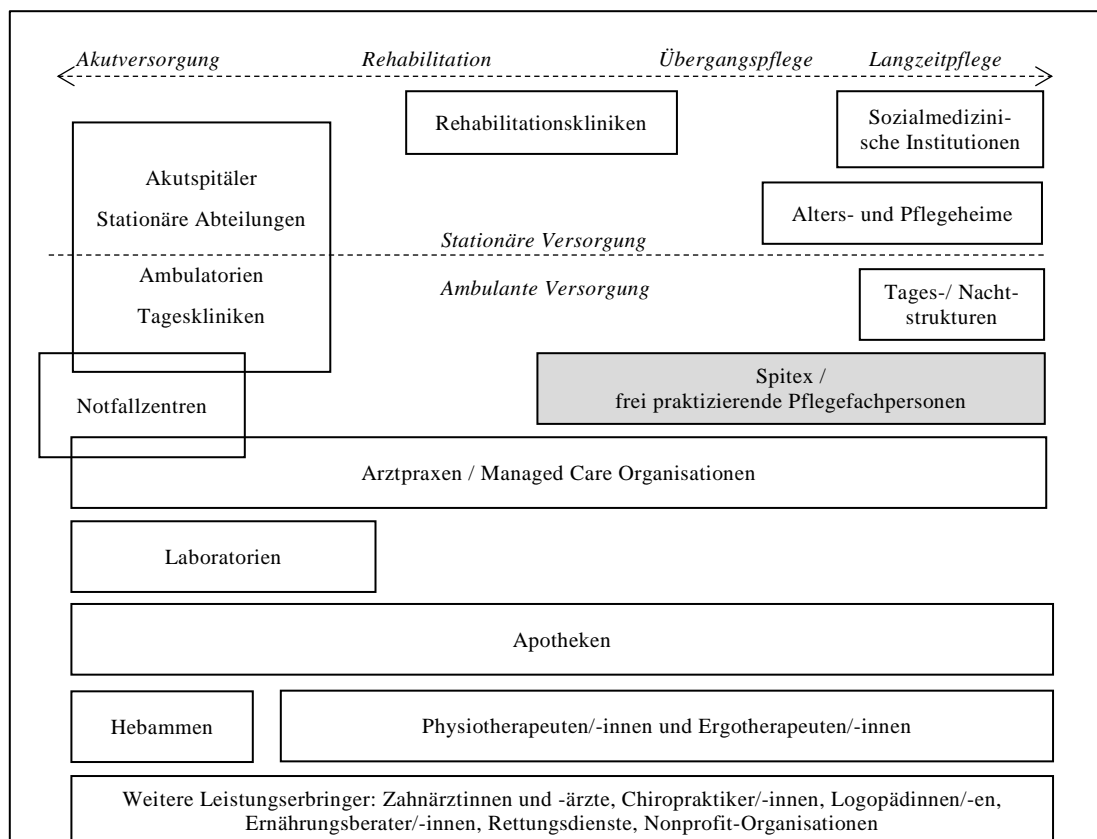 Akutversorgung Rehabilitation Übergangspflege Langzeitpflege
Rehabilitationskliniken
Sozialmedizini-
sche Institutionen
Akutspitäler
Stationäre Abteilungen
Alters- und Pflegeheime
Stationäre Versorgung
Ambulatorien
Tageskliniken
Ambulante Versorgung
Tages-/ Nacht-
strukturen
Spitex /
frei praktizierende Pflegefachpersonen
Notfallzentren
Arztpraxen / Managed Care Organisationen
Laboratorien
Apotheken
Hebammen
Physiotherapeuten/-innen und Ergotherapeuten/-innen
Weitere Leistungserbringer: Zahnärztinnen und -ärzte, Chiropraktiker/-innen, Logopädinnen/-en,
Ernährungsberater/-innen, Rettungsdienste, Nonprofit-Organisationen